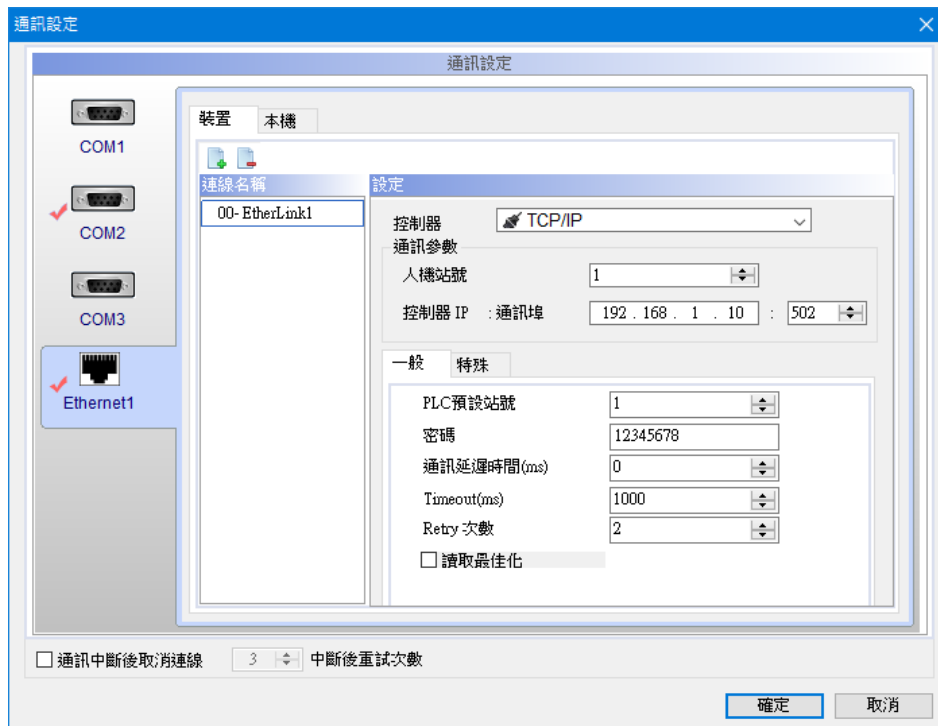 通訊設定
通訊設定
COM1
COM2
COM3
Ethernet1
裝置 本機
連線名稱
00- EtherLink1
設定
控制器 TCP/IP
通訊參數
人機站號 1
控制器 IP : 通訊埠 192 . 168 . 1 . 10 : 502
一般 特殊
PLC預設站號 1
密碼 12345678
通訊延遲時間(ms) 0
Timeout(ms) 1000
Retry 次數 2
讀取最佳化
通訊中斷後取消連線 3 中斷後重試次數
確定 取消